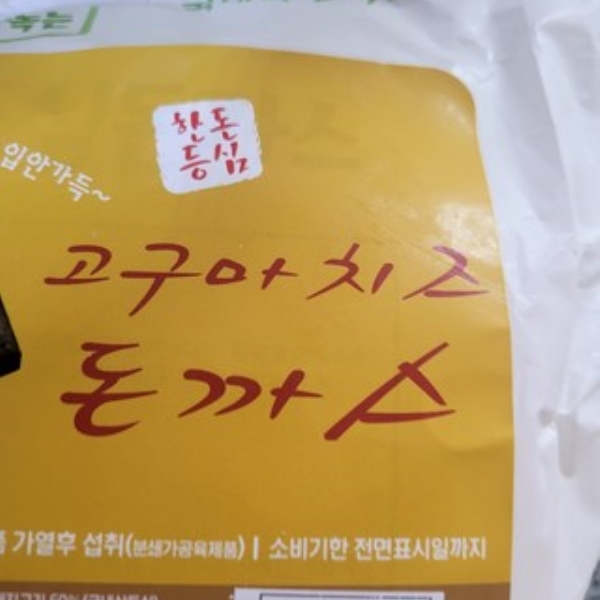 녹는
한돈
등심
입안가득~
고구마치즈
돈까스
가열후 섭취(분쇄가공육제품) | 소비기한 전면표시일까지